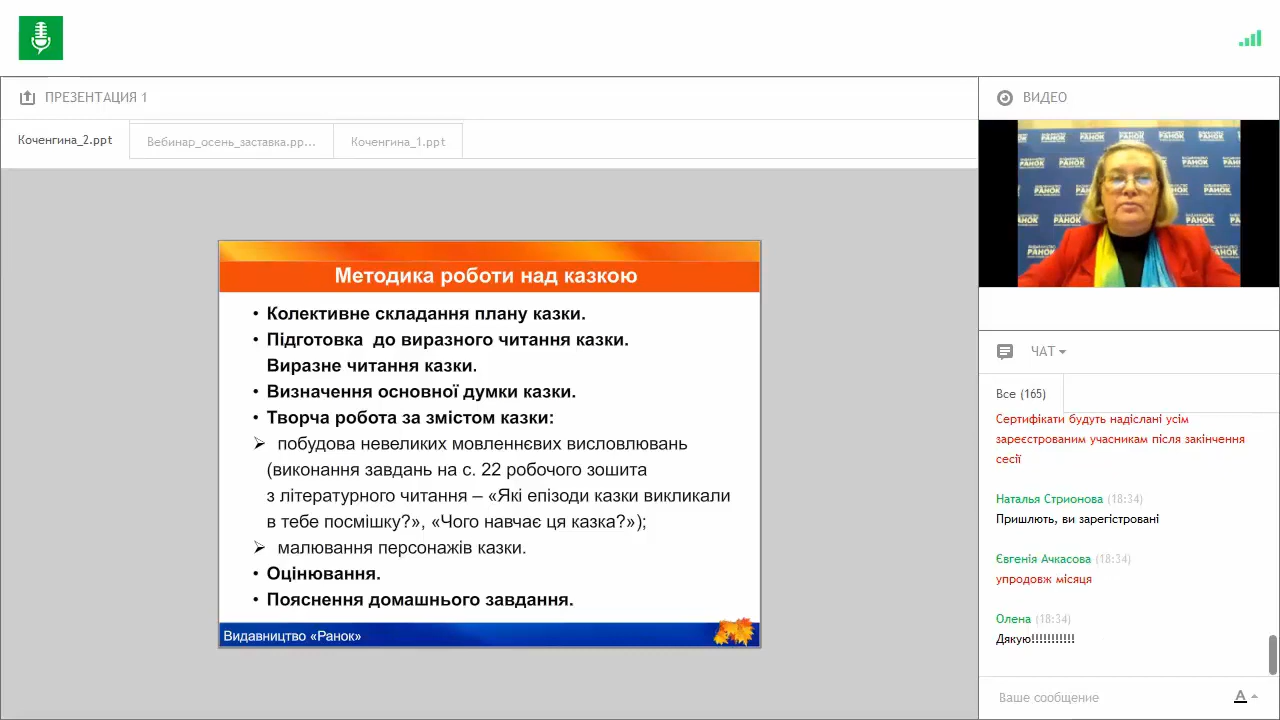 ПРЕЗЕНТАЦИЯ 1
Коченгина_2.ppt
Вебинар_осень_заставка.pp...
Коченгина_1.ppt
Методика роботи над казкою
• Колективне складання плану казки.
• Підготовка до виразного читання казки.
Виразне читання казки.
• Визначення основної думки казки.
• Творча робота за змістом казки:
➢ побудова невеликих мовленнєвих висловлювань
(виконання завдань на с. 22 робочого зошита
з літературного читання – «Які епізоди казки викликали
в тебе посмішку?», «Чого навчає ця казка?»);
➢ малювання персонажів казки.
• Оцінювання.
• Пояснення домашнього завдання.
Видавництво «Ранок»
ВИДЕО
РАНОК
ЧАТ
Все (165)
Сертифікати будуть надіслані усім
зареєстрованим учасникам після закінчення
сесії
Наталья Стрионова (18:34)
Пришлють, ви зарегістровані
Євгенія Ачкасова (18:34)
упродовж місяця
Олена (18:34)
Дякую!!!!!!!!!!!
Ваше сообщение
A